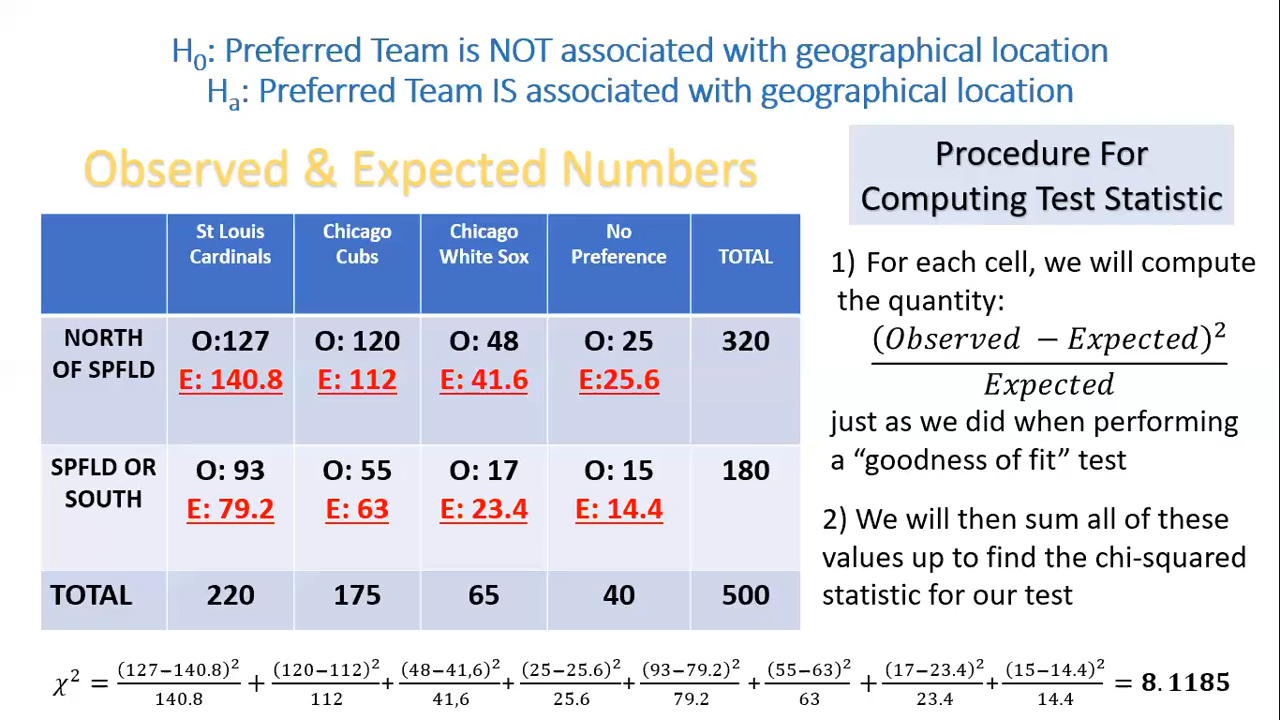 H₀: Preferred Team is NOT associated with geographical location
Hₐ: Preferred Team IS associated with geographical location
Observed & Expected Numbers
St Louis Cardinals
Chicago Cubs
Chicago White Sox
No Preference
TOTAL
NORTH OF SPFLD
O:127
E: 140.8
O: 120
E: 112
O: 48
E: 41.6
O: 25
E:25.6
320
SPFLD OR SOUTH
O: 93
E: 79.2
O: 55
E: 63
O: 17
E: 23.4
O: 15
E: 14.4
180
TOTAL 220 175 65 40 500
Procedure For
Computing Test Statistic
1) For each cell, we will compute
the quantity:
(Observed − Expected)²
Expected
just as we did when performing
a “goodness of fit” test
2) We will then sum all of these
values up to find the chi-squared
statistic for our test
χ² = (127−140.8)²/140.8 + (120−112)²/112 + (48−41,6)²/41,6 + (25−25.6)²/25.6 + (93−79.2)²/79.2 + (55−63)²/63 + (17−23.4)²/23.4 + (15−14.4)²/14.4 = 8.1185